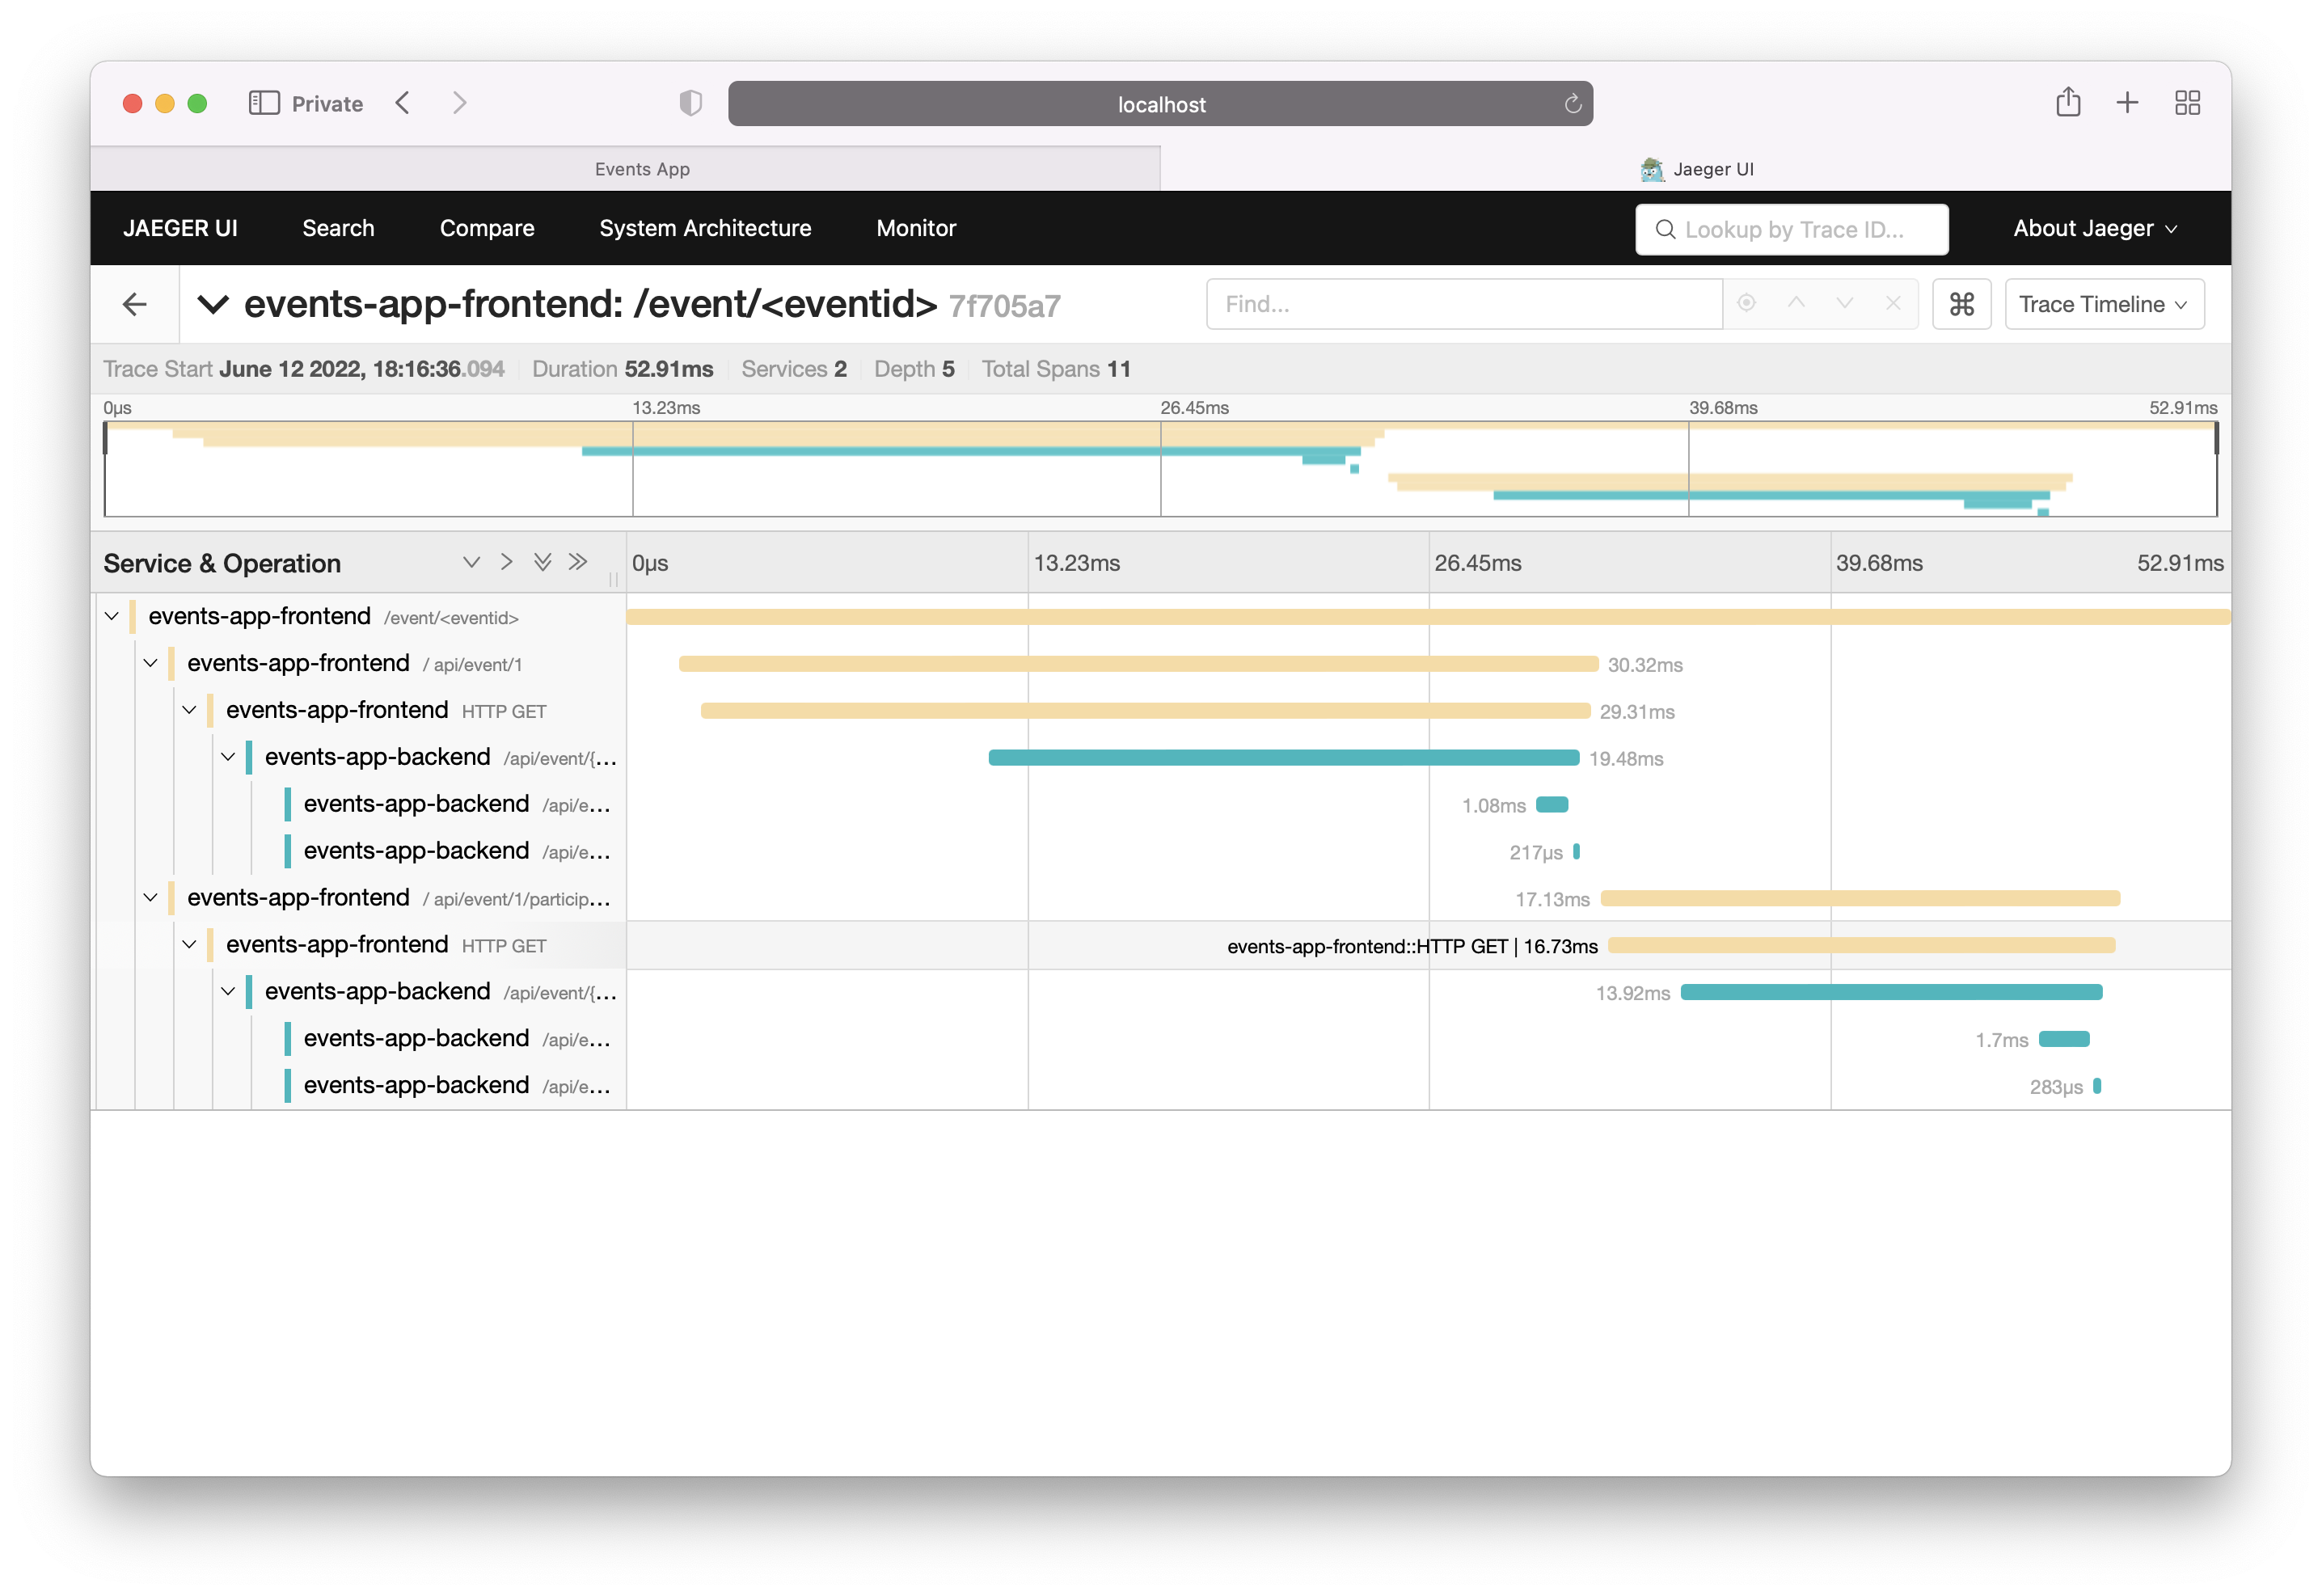 Private
localhost
Events App
Jaeger UI
JAEGER UI Search Compare System Architecture Monitor Lookup by Trace ID... About Jaeger
events-app-frontend: /event/<eventid> 7f705a7 Find... ⌘ Trace Timeline
Trace Start June 12 2022, 18:16:36.094 Duration 52.91ms Services 2 Depth 5 Total Spans 11
0μs 13.23ms 26.45ms 39.68ms 52.91ms
Service & Operation 0μs 13.23ms 26.45ms 39.68ms 52.91ms
events-app-frontend /event/<eventid>
events-app-frontend / api/event/1 30.32ms
events-app-frontend HTTP GET 29.31ms
events-app-backend /api/event/{... 19.48ms
events-app-backend /api/e... 1.08ms
events-app-backend /api/e... 217μs
events-app-frontend / api/event/1/particip... 17.13ms
events-app-frontend HTTP GET events-app-frontend::HTTP GET | 16.73ms
events-app-backend /api/event/{... 13.92ms
events-app-backend /api/e... 1.7ms
events-app-backend /api/e... 283μs